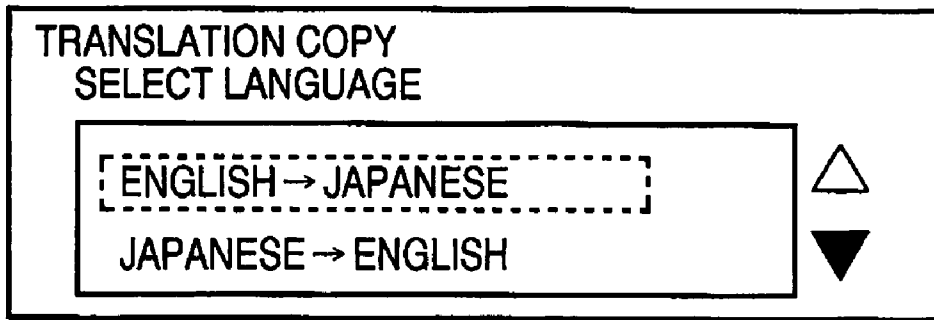 TRANSLATION COPY
SELECT LANGUAGE
ENGLISH→JAPANESE
JAPANESE→ENGLISH